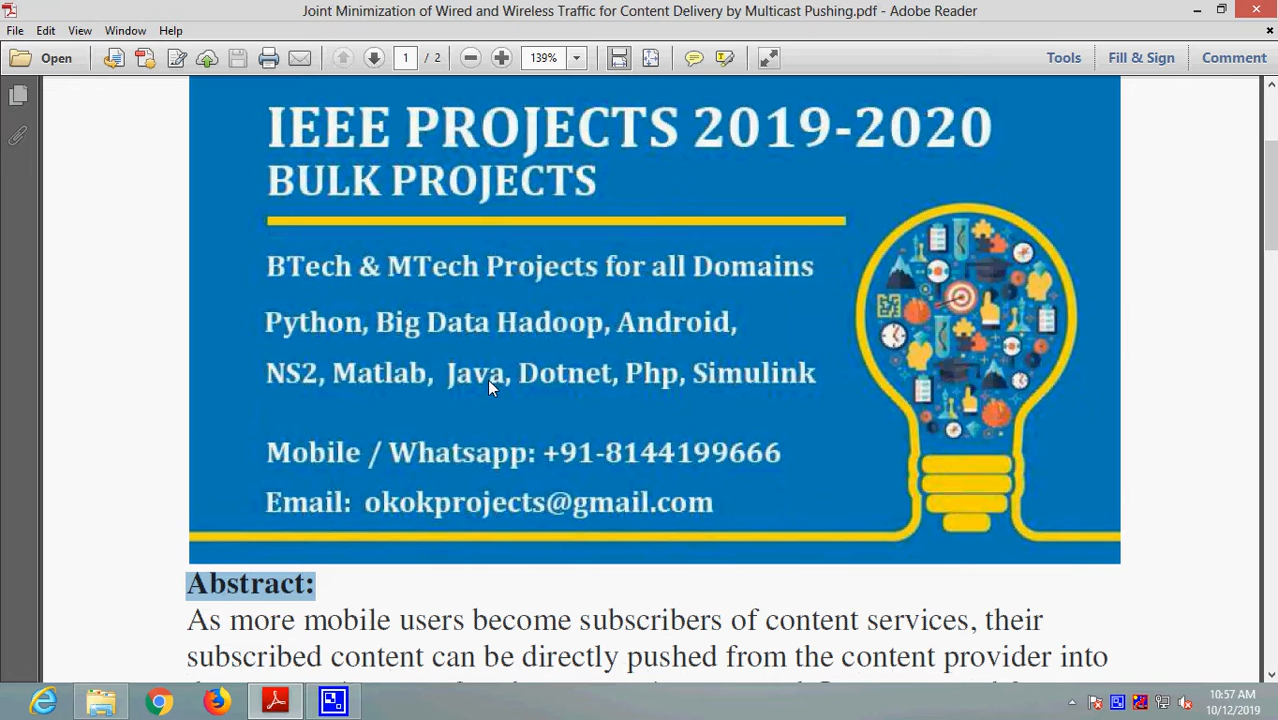 Joint Minimization of Wired and Wireless Traffic for Content Delivery by Multicast Pushing.pdf - Adobe Reader
File Edit View Window Help
Open 1 / 2 139% Tools Fill & Sign Comment
IEEE PROJECTS 2019-2020
BULK PROJECTS
BTech & MTech Projects for all Domains
Python, Big Data Hadoop, Android,
NS2, Matlab, Java, Dotnet, Php, Simulink
Mobile / Whatsapp: +91-8144199666
Email: okokprojects@gmail.com
Abstract:
As more mobile users become subscribers of content services, their
subscribed content can be directly pushed from the content provider into
10:57 AM
10/12/2019